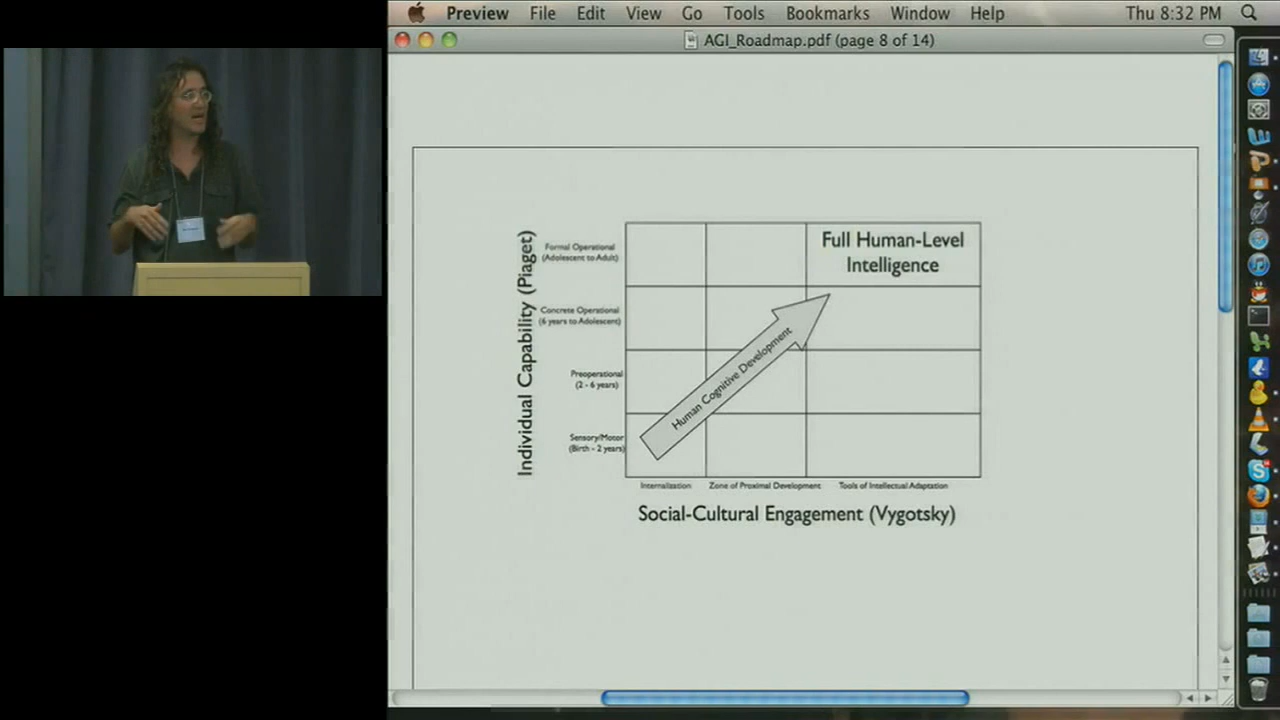 Preview File Edit View Go Tools Bookmarks Window Help Thu 8:32 PM
AGI_Roadmap.pdf (page 8 of 14)
Individual Capability (Piaget)
Formal Operational
(Adolescent to Adult)
Full Human-Level
Intelligence
Concrete Operational
(6 years to Adolescent)
Human Cognitive Development
Preoperational
(2 - 6 years)
Sensory/Motor
(Birth - 2 years)
Internalization Zone of Proximal Development Tools of Intellectual Adaptation
Social-Cultural Engagement (Vygotsky)